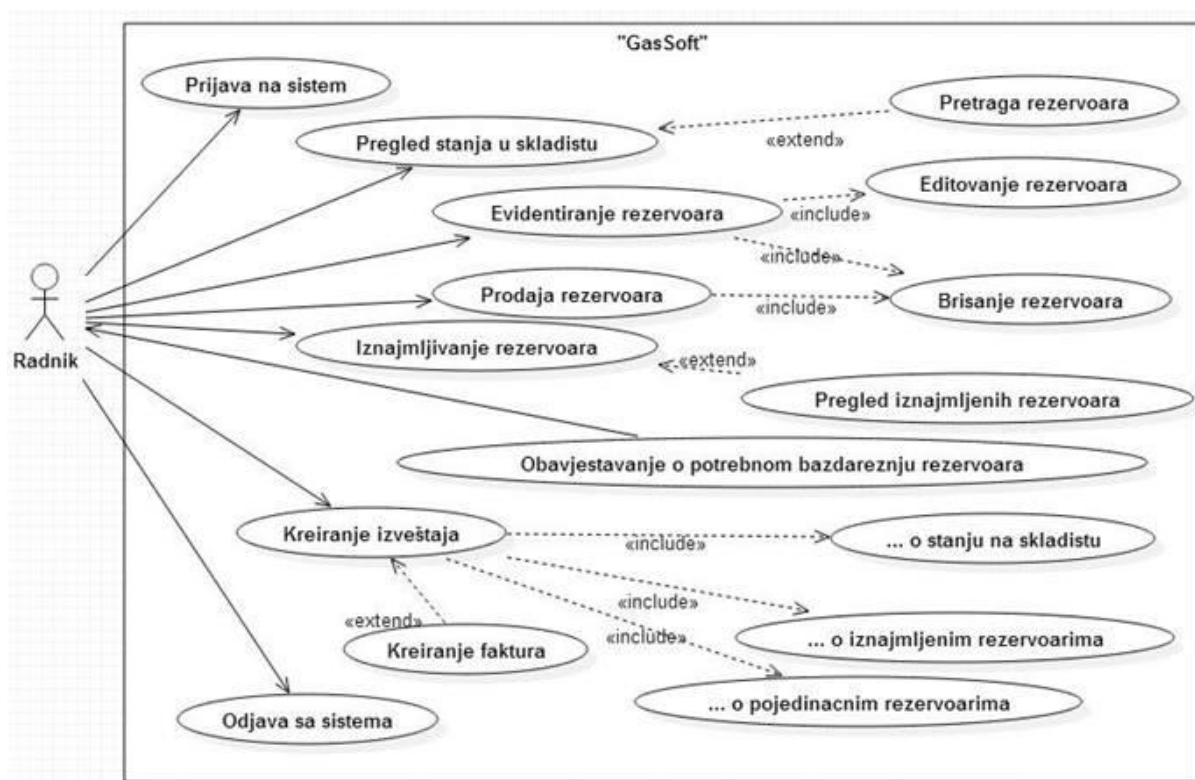 "GasSoft"
Prijava na sistem
Pretraga rezervoara
Pregled stanja u skladistu
«extend»
Editovanje rezervoara
Evidentiranje rezervoara
«include»
«include»
Prodaja rezervoara
«include»
Brisanje rezervoara
Radnik
Iznajmljivanje rezervoara
«extend»
Pregled iznajmljenih rezervoara
Obavjestavanje o potrebnom bazdareznju rezervoara
Kreiranje izveštaja
«include»
... o stanju na skladistu
«include»
«extend»
«include»
... o iznajmljenim rezervoarima
Kreiranje faktura
... o pojedinacnim rezervoarima
Odjava sa sistema